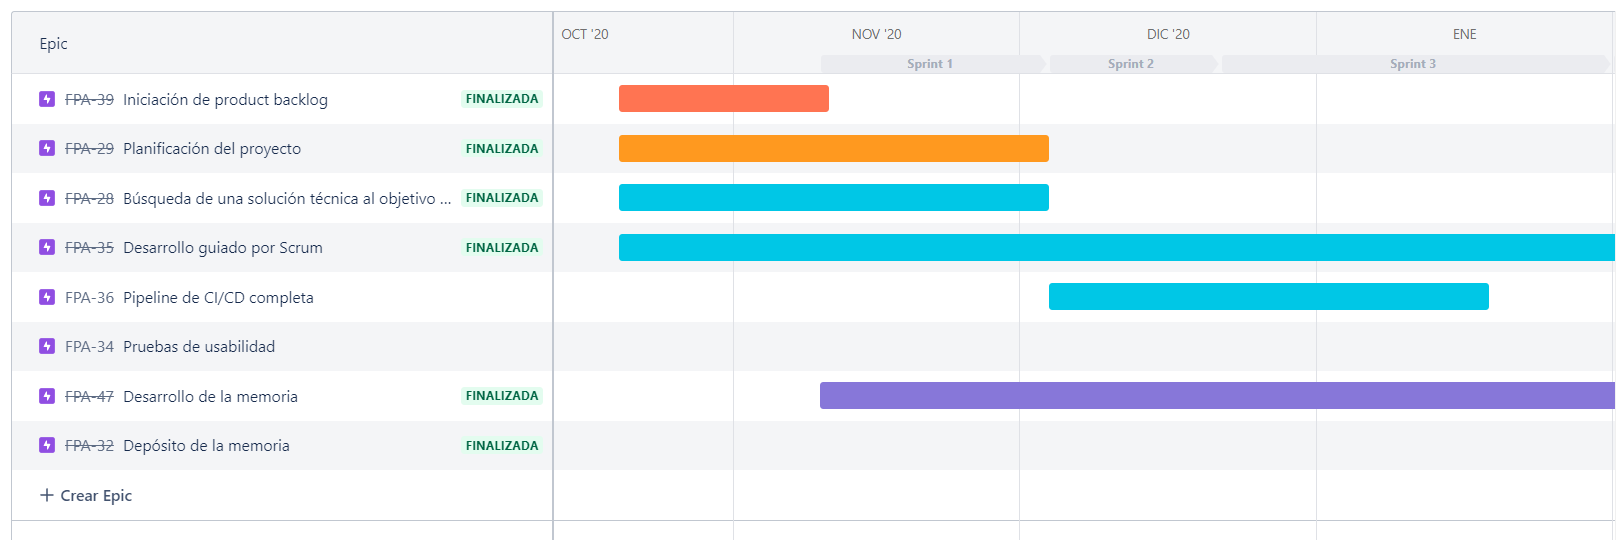 Epic
OCT '20
NOV '20
DIC '20
ENE
Sprint 1
Sprint 2
Sprint 3
FPA-39 Iniciación de product backlog FINALIZADA
FPA-29 Planificación del proyecto FINALIZADA
FPA-28 Búsqueda de una solución técnica al objetivo ... FINALIZADA
FPA-35 Desarrollo guiado por Scrum FINALIZADA
FPA-36 Pipeline de CI/CD completa
FPA-34 Pruebas de usabilidad
FPA-47 Desarrollo de la memoria FINALIZADA
FPA-32 Depósito de la memoria FINALIZADA
+ Crear Epic